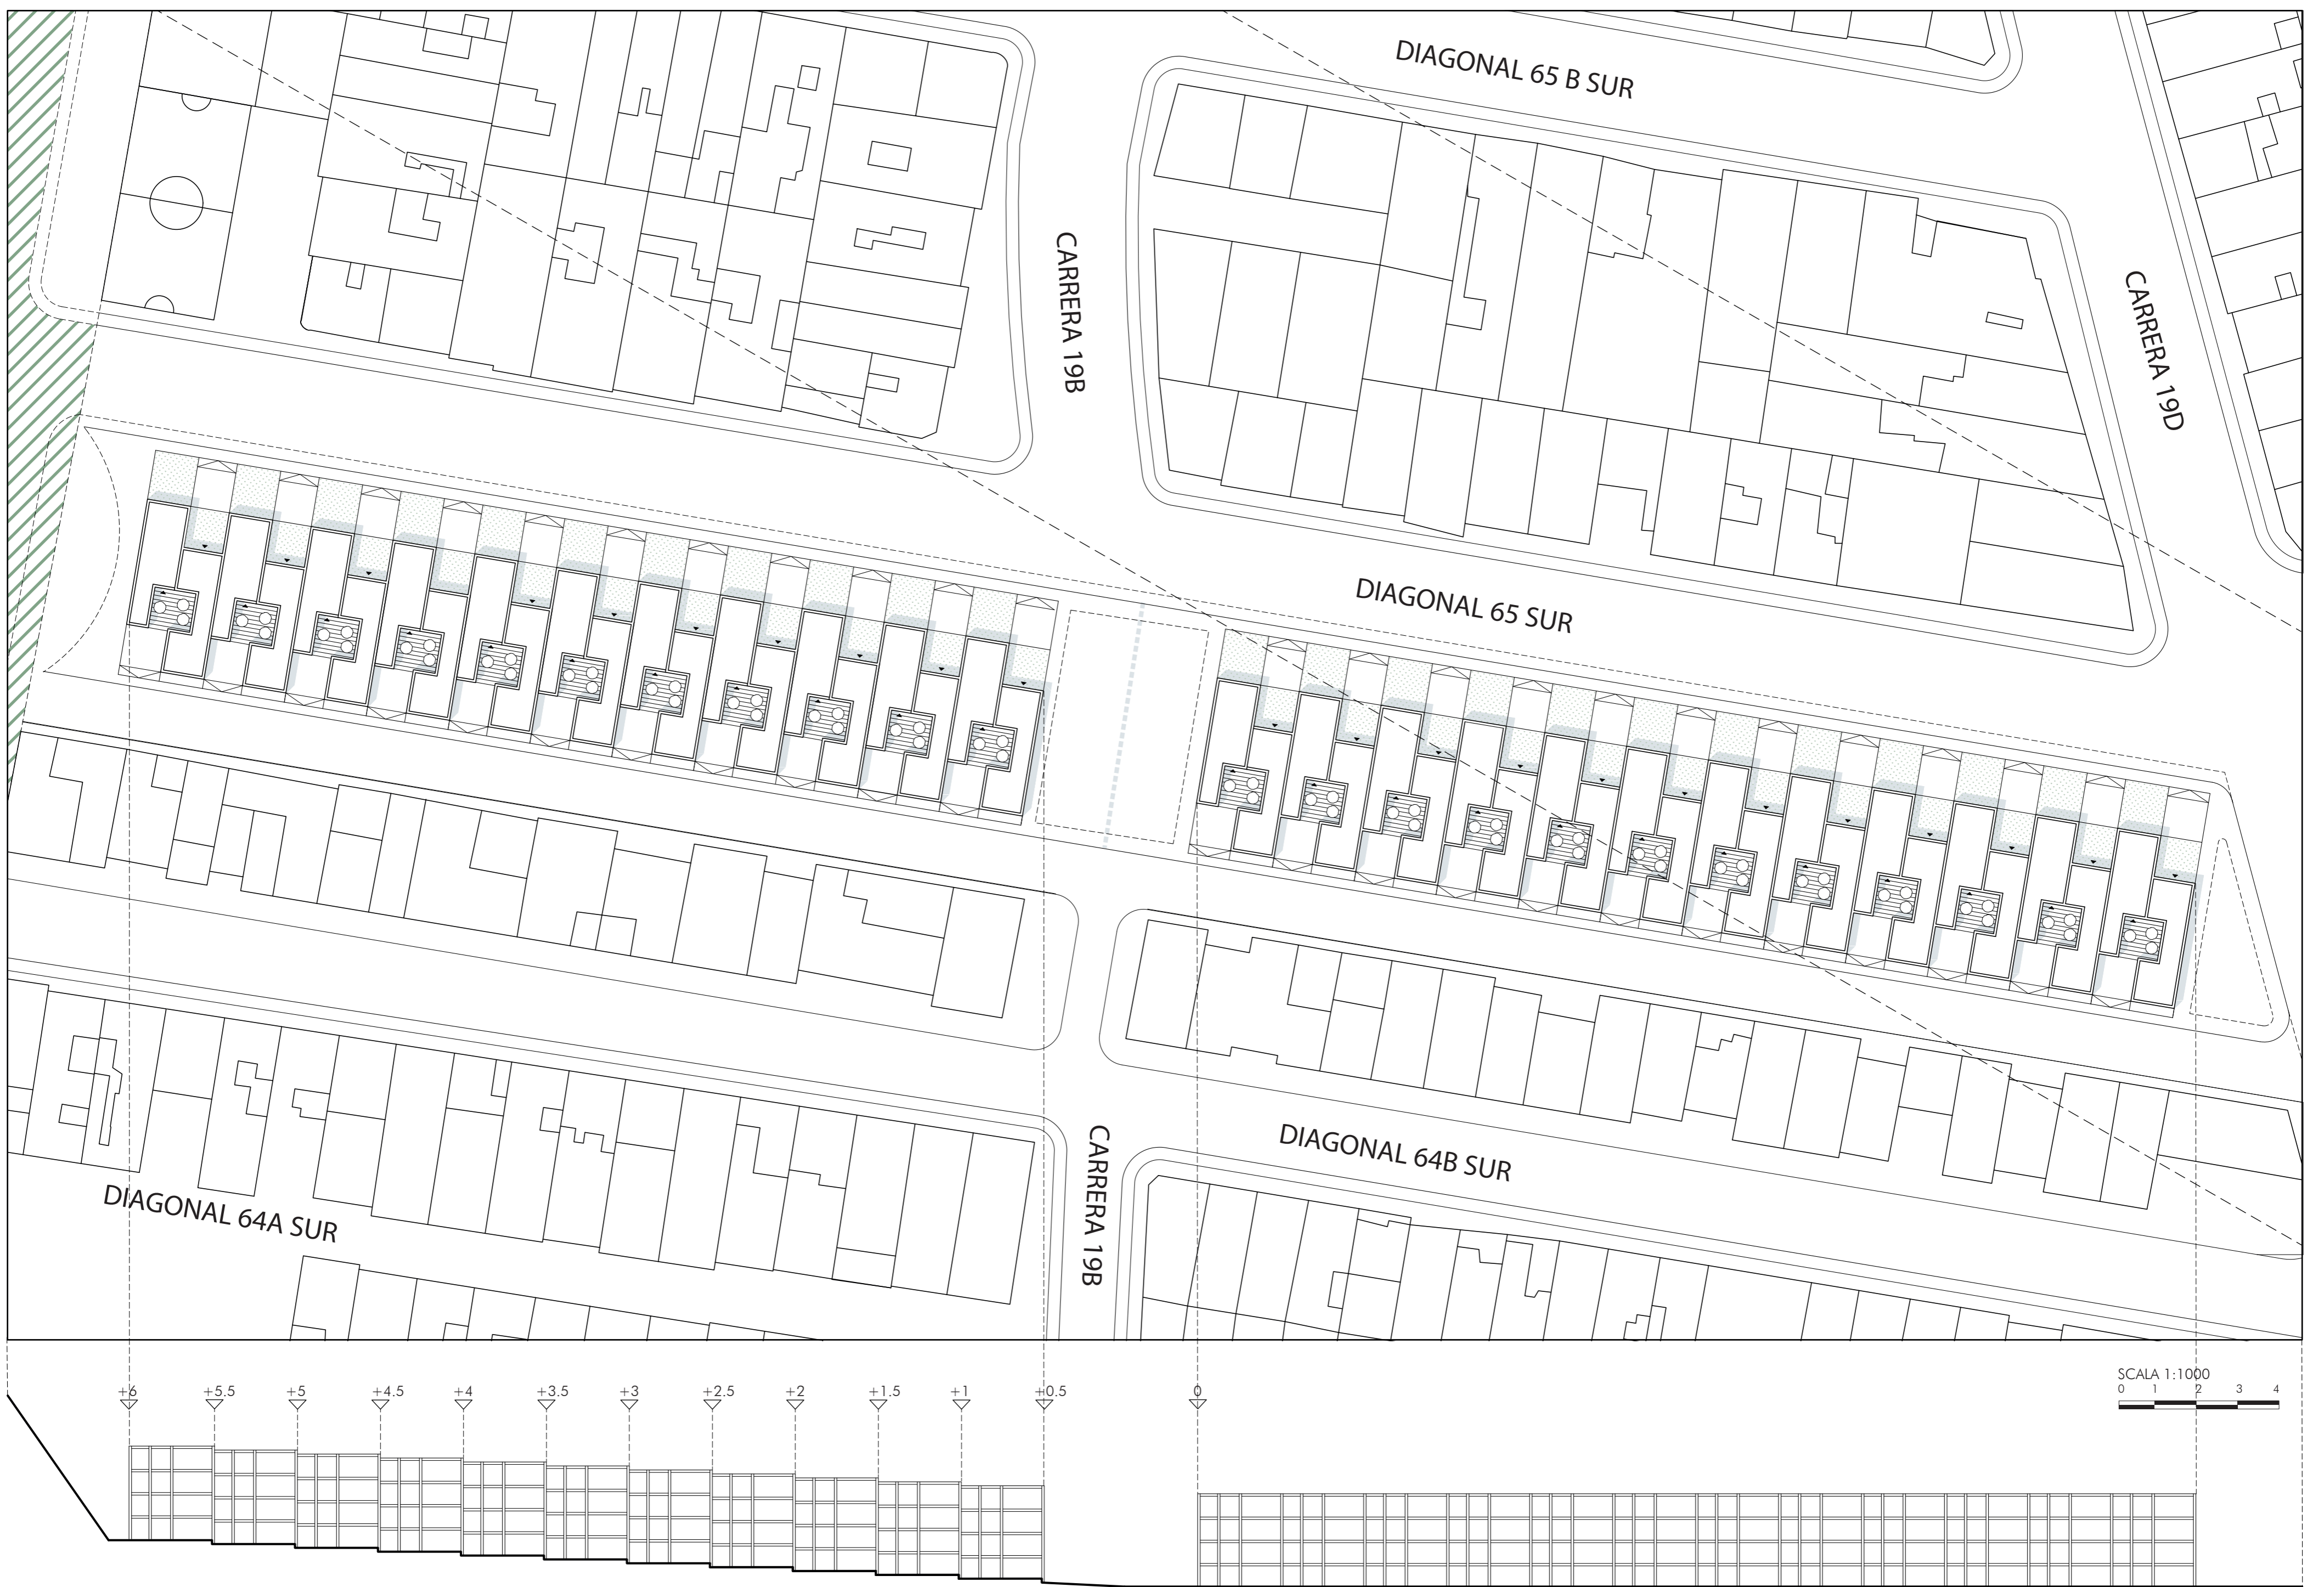 DIAGONAL 65 B SUR
CARRERA 19B
CARRERA 19D
DIAGONAL 65 SUR
CARRERA 19B
DIAGONAL 64B SUR
DIAGONAL 64A SUR
SCALA 1:1000
0 1 2 3 4
+6 +5.5 +5 +4.5 +4 +3.5 +3 +2.5 +2 +1.5 +1 +0.5 0